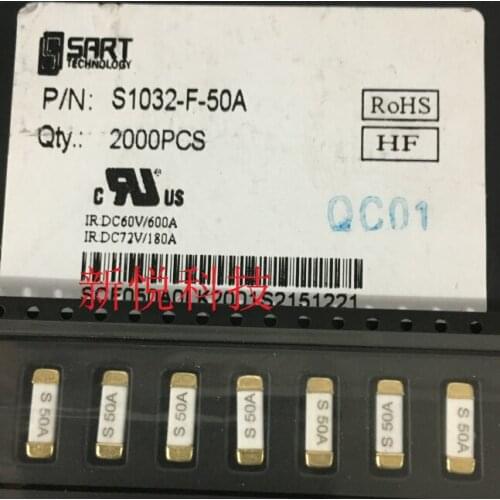 SART
TECHNOLOGY
P/N: S1032-F-50A
Qty.: 2000PCS
RoHS
HF
c RU US
IR:DC60V/600A
IR:DC72V/180A
QC01
新悦科技
S 50A
S 50A
S 50A
S 50A
S 50A
S 50A
S 50A